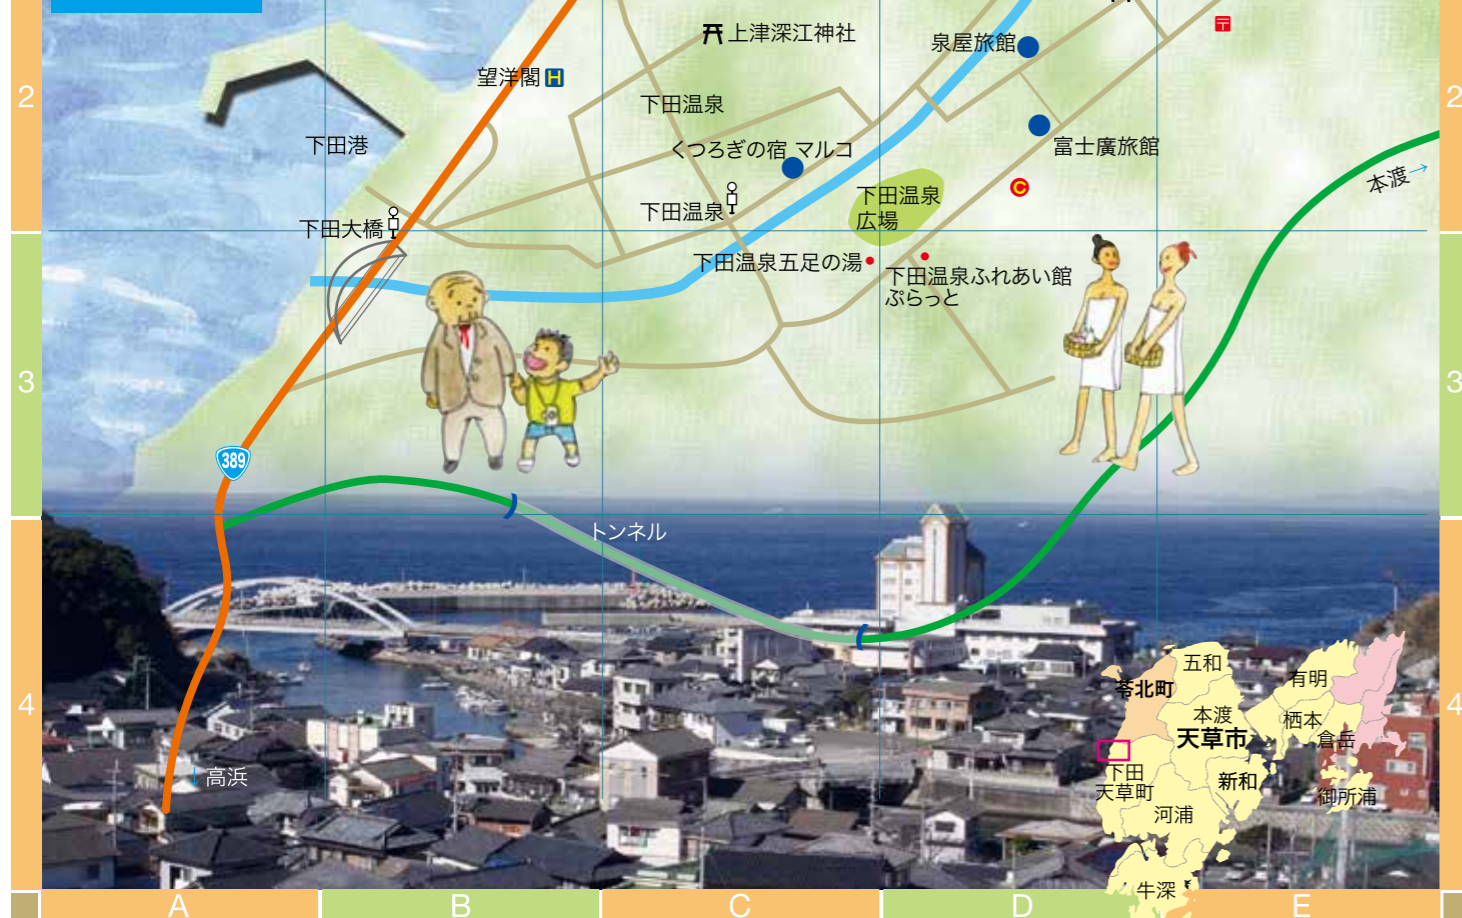 上津深江神社
泉屋旅館
〒
2
望洋閣 H
2
下田温泉
下田港
くつろぎの宿 マルコ
富士廣旅館
本渡→
C
下田温泉
広場
下田温泉
下田大橋
下田温泉五足の湯
下田温泉ふれあい館
ぷらっと
3
3
389
トンネル
五和
苓北町
有明
4
本渡
栖本
4
天草市
倉岳
下田
新和
高浜
天草町
御所浦
河浦
牛深
A
B
C
D
E